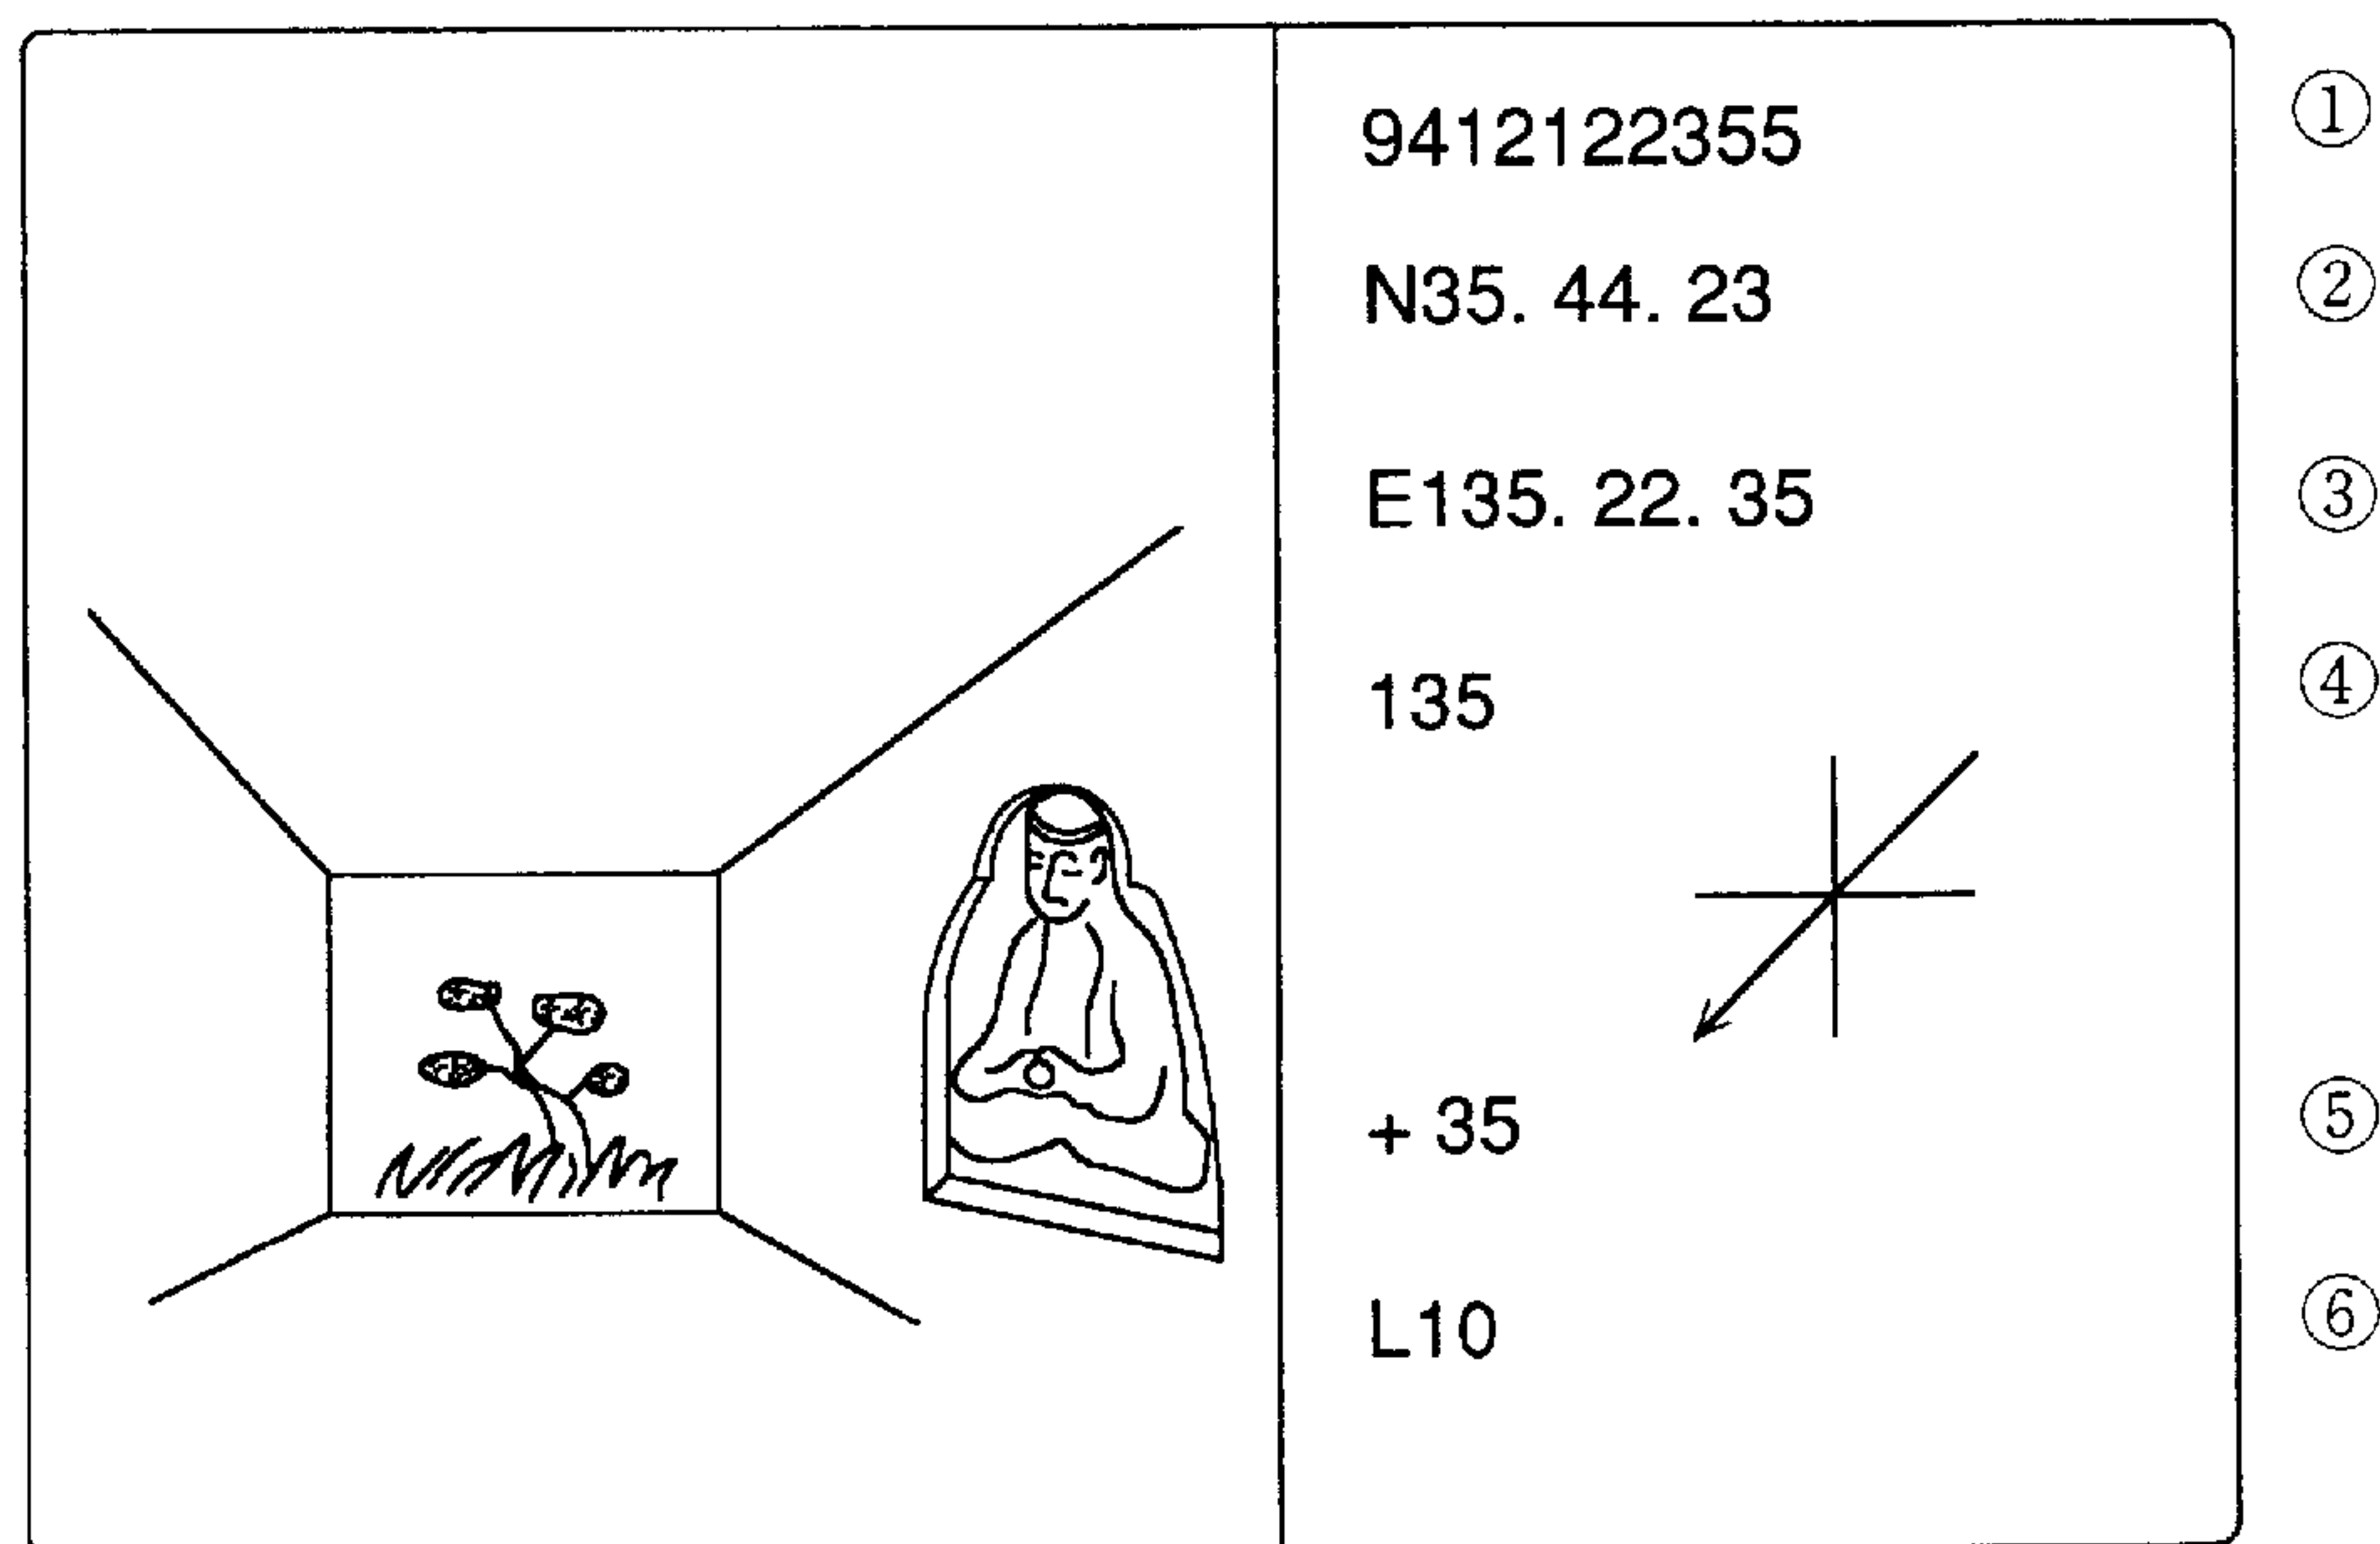 9412122355 ①
N35. 44. 23 ②
E135. 22. 35 ③
135 ④
+ 35 ⑤
L10 ⑥